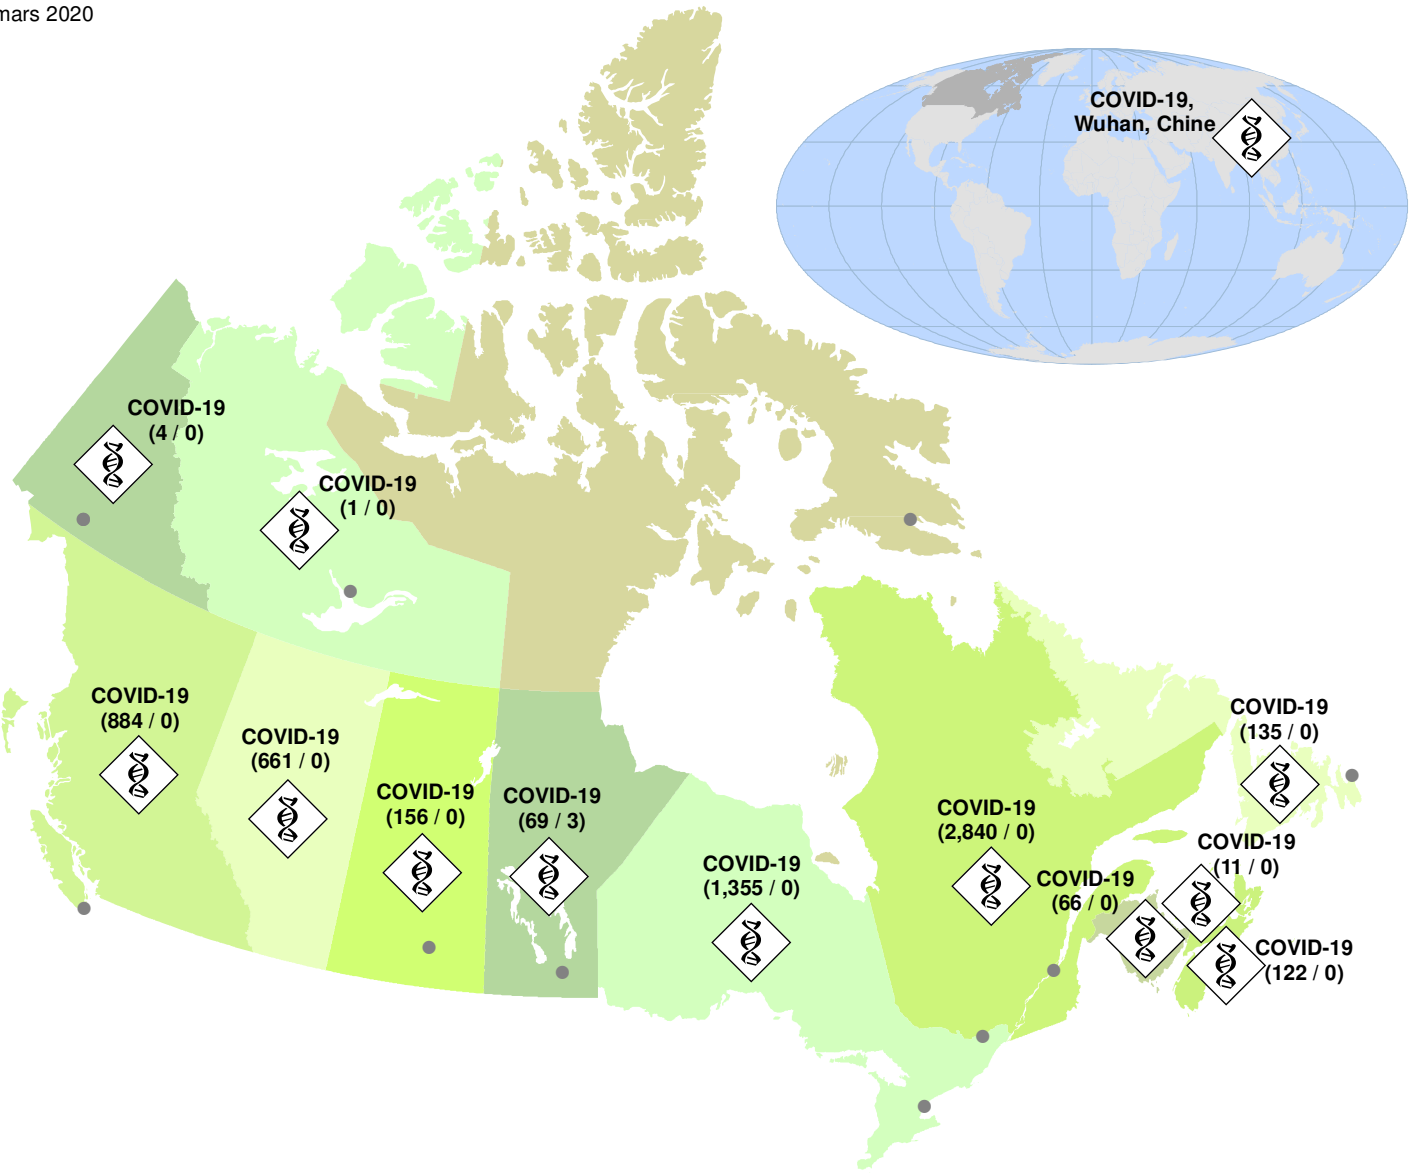 mars 2020
COVID-19,
Wuhan, Chine
COVID-19
(4 / 0)
COVID-19
(1 / 0)
COVID-19
(884 / 0)
COVID-19
(661 / 0)
COVID-19
(156 / 0)
COVID-19
(69 / 3)
COVID-19
(1,355 / 0)
COVID-19
(2,840 / 0)
COVID-19
(66 / 0)
COVID-19
(135 / 0)
COVID-19
(11 / 0)
COVID-19
(122 / 0)